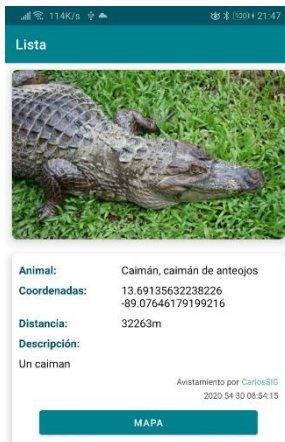 114K/s 100 21:47
Lista
Animal: Caimán, caimán de anteojos
Coordenadas: 13.69135632238226
-89.07646179199216
Distancia: 32263m
Descripción:
Un caiman
Avistamiento por CarlosSIG
2020-54-30 08:54:15
MAPA